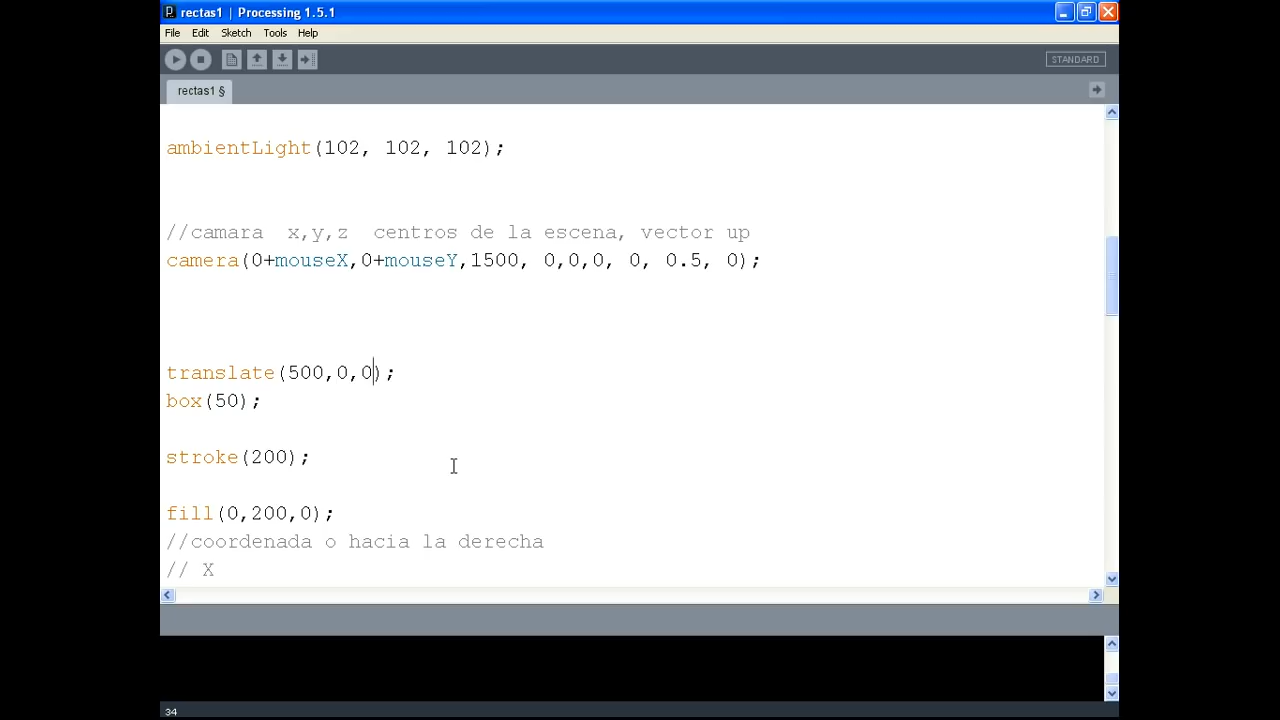 rectas1 | Processing 1.5.1
File Edit Sketch Tools Help
STANDARD
rectas1 §
ambientLight(102, 102, 102);
//camara  x,y,z  centros de la escena, vector up
camera(0+mouseX,0+mouseY,1500, 0,0,0, 0, 0.5, 0);
translate(500,0,0);
box(50);
stroke(200);
fill(0,200,0);
//coordenada o hacia la derecha
// X
34